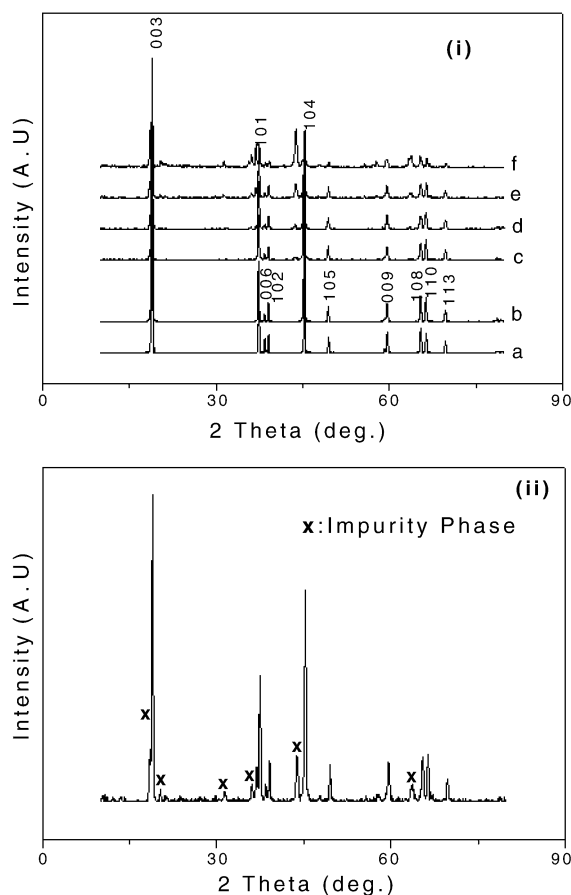 (i)
003
101
104
f
e
d
c
006
102
105
009
108
110
113
b
a
Intensity (A.U)
0 30 60 90
2 Theta (deg.)
(ii)
x:Impurity Phase
x
x
x
x
x
x
Intensity (A.U)
0 30 60 90
2 Theta (deg.)